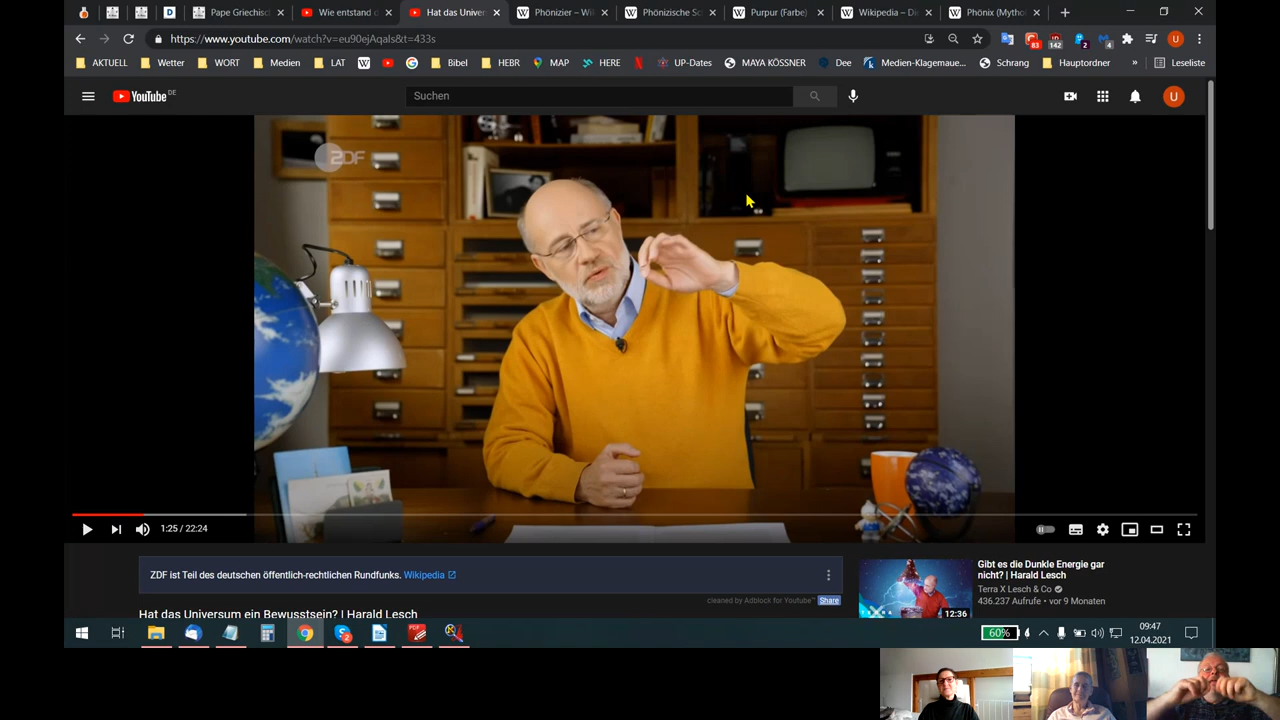 Pape Griechisc
Wie entstand d
Hat das Univers
Phönizier – Wi
Phönizische Sc
Purpur (Farbe)
Wikipedia – Di
Phönix (Mytho
https://www.youtube.com/watch?v=eu90ejAqals&t=433s
83
142
2
4
U
AKTUELL
Wetter
WORT
Medien
LAT
Bibel
HEBR
MAP
HERE
UP-Dates
MAYA KÖSSNER
Dee
Medien-Klagemaue...
Schrang
Hauptordner
»
Leseliste
YouTube DE
Suchen
U
ZDF
1:25 / 22:24
ZDF ist Teil des deutschen öffentlich-rechtlichen Rundfunks. Wikipedia
cleaned by Adblock for Youtube™ Share
Hat das Universum ein Bewusstsein? | Harald Lesch
Gibt es die Dunkle Energie gar
nicht? | Harald Lesch
Terra X Lesch & Co
436.237 Aufrufe • vor 9 Monaten
12:36
60%
09:47
12.04.2021